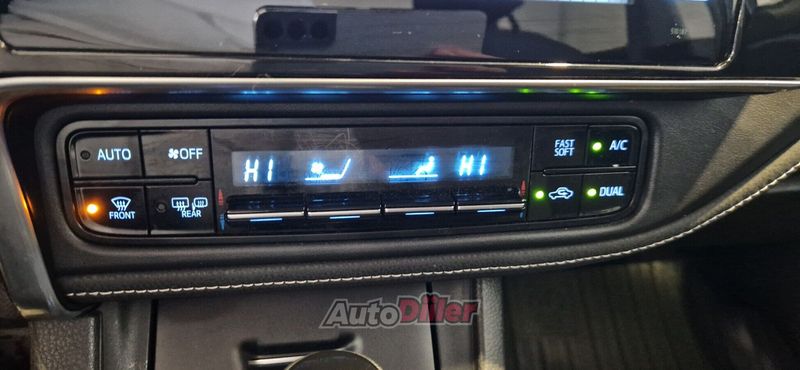 AUTO
OFF
HI
HI
FAST
SOFT
A/C
FRONT
REAR
DUAL
AutoDiler